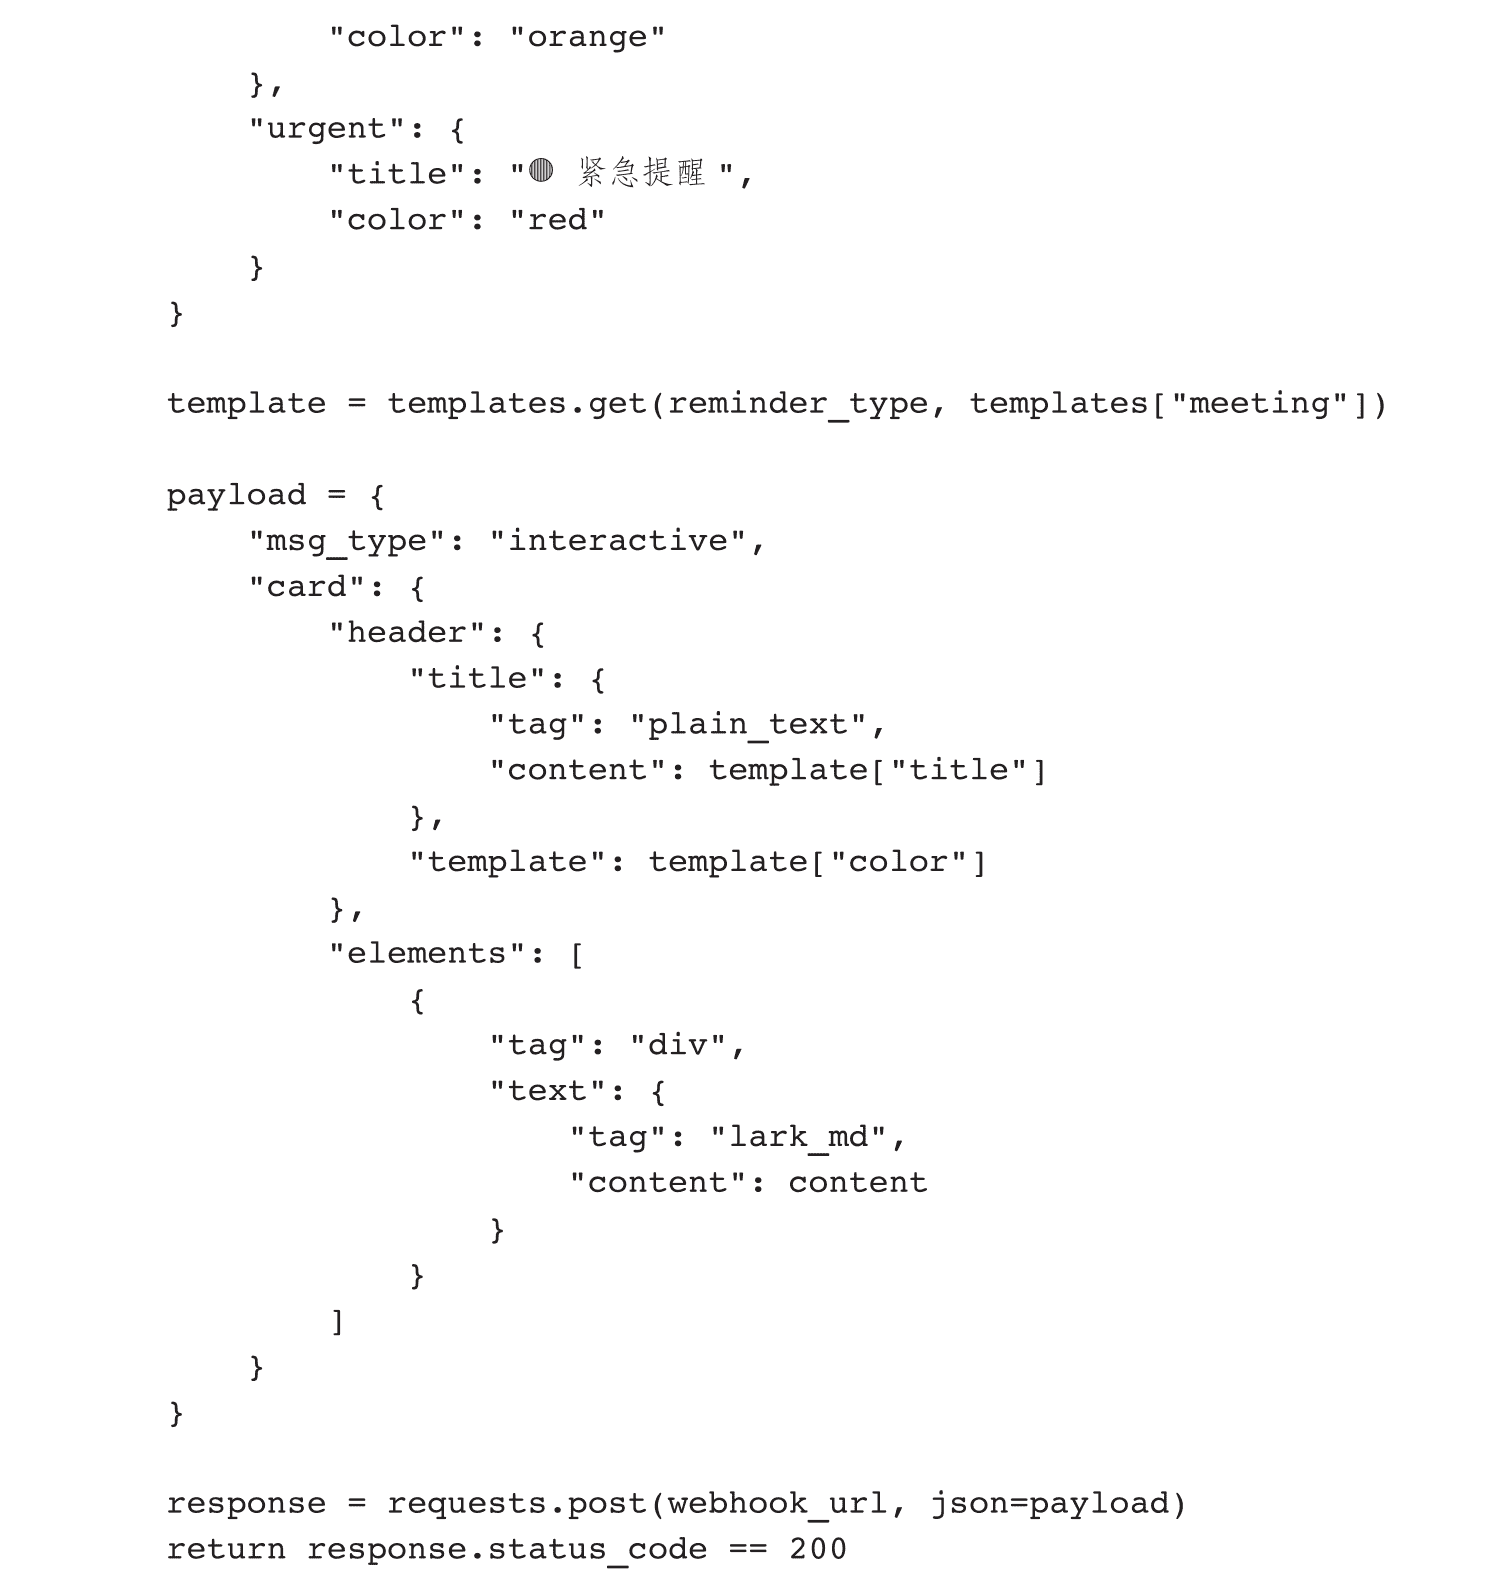 "color": "orange"
    },
    "urgent": {
        "title": "🔴 紧急提醒",
        "color": "red"
    }
}

template = templates.get(reminder_type, templates["meeting"])

payload = {
    "msg_type": "interactive",
    "card": {
        "header": {
            "title": {
                "tag": "plain_text",
                "content": template["title"]
            },
            "template": template["color"]
        },
        "elements": [
            {
                "tag": "div",
                "text": {
                    "tag": "lark_md",
                    "content": content
                }
            }
        ]
    }
}

response = requests.post(webhook_url, json=payload)
return response.status_code == 200